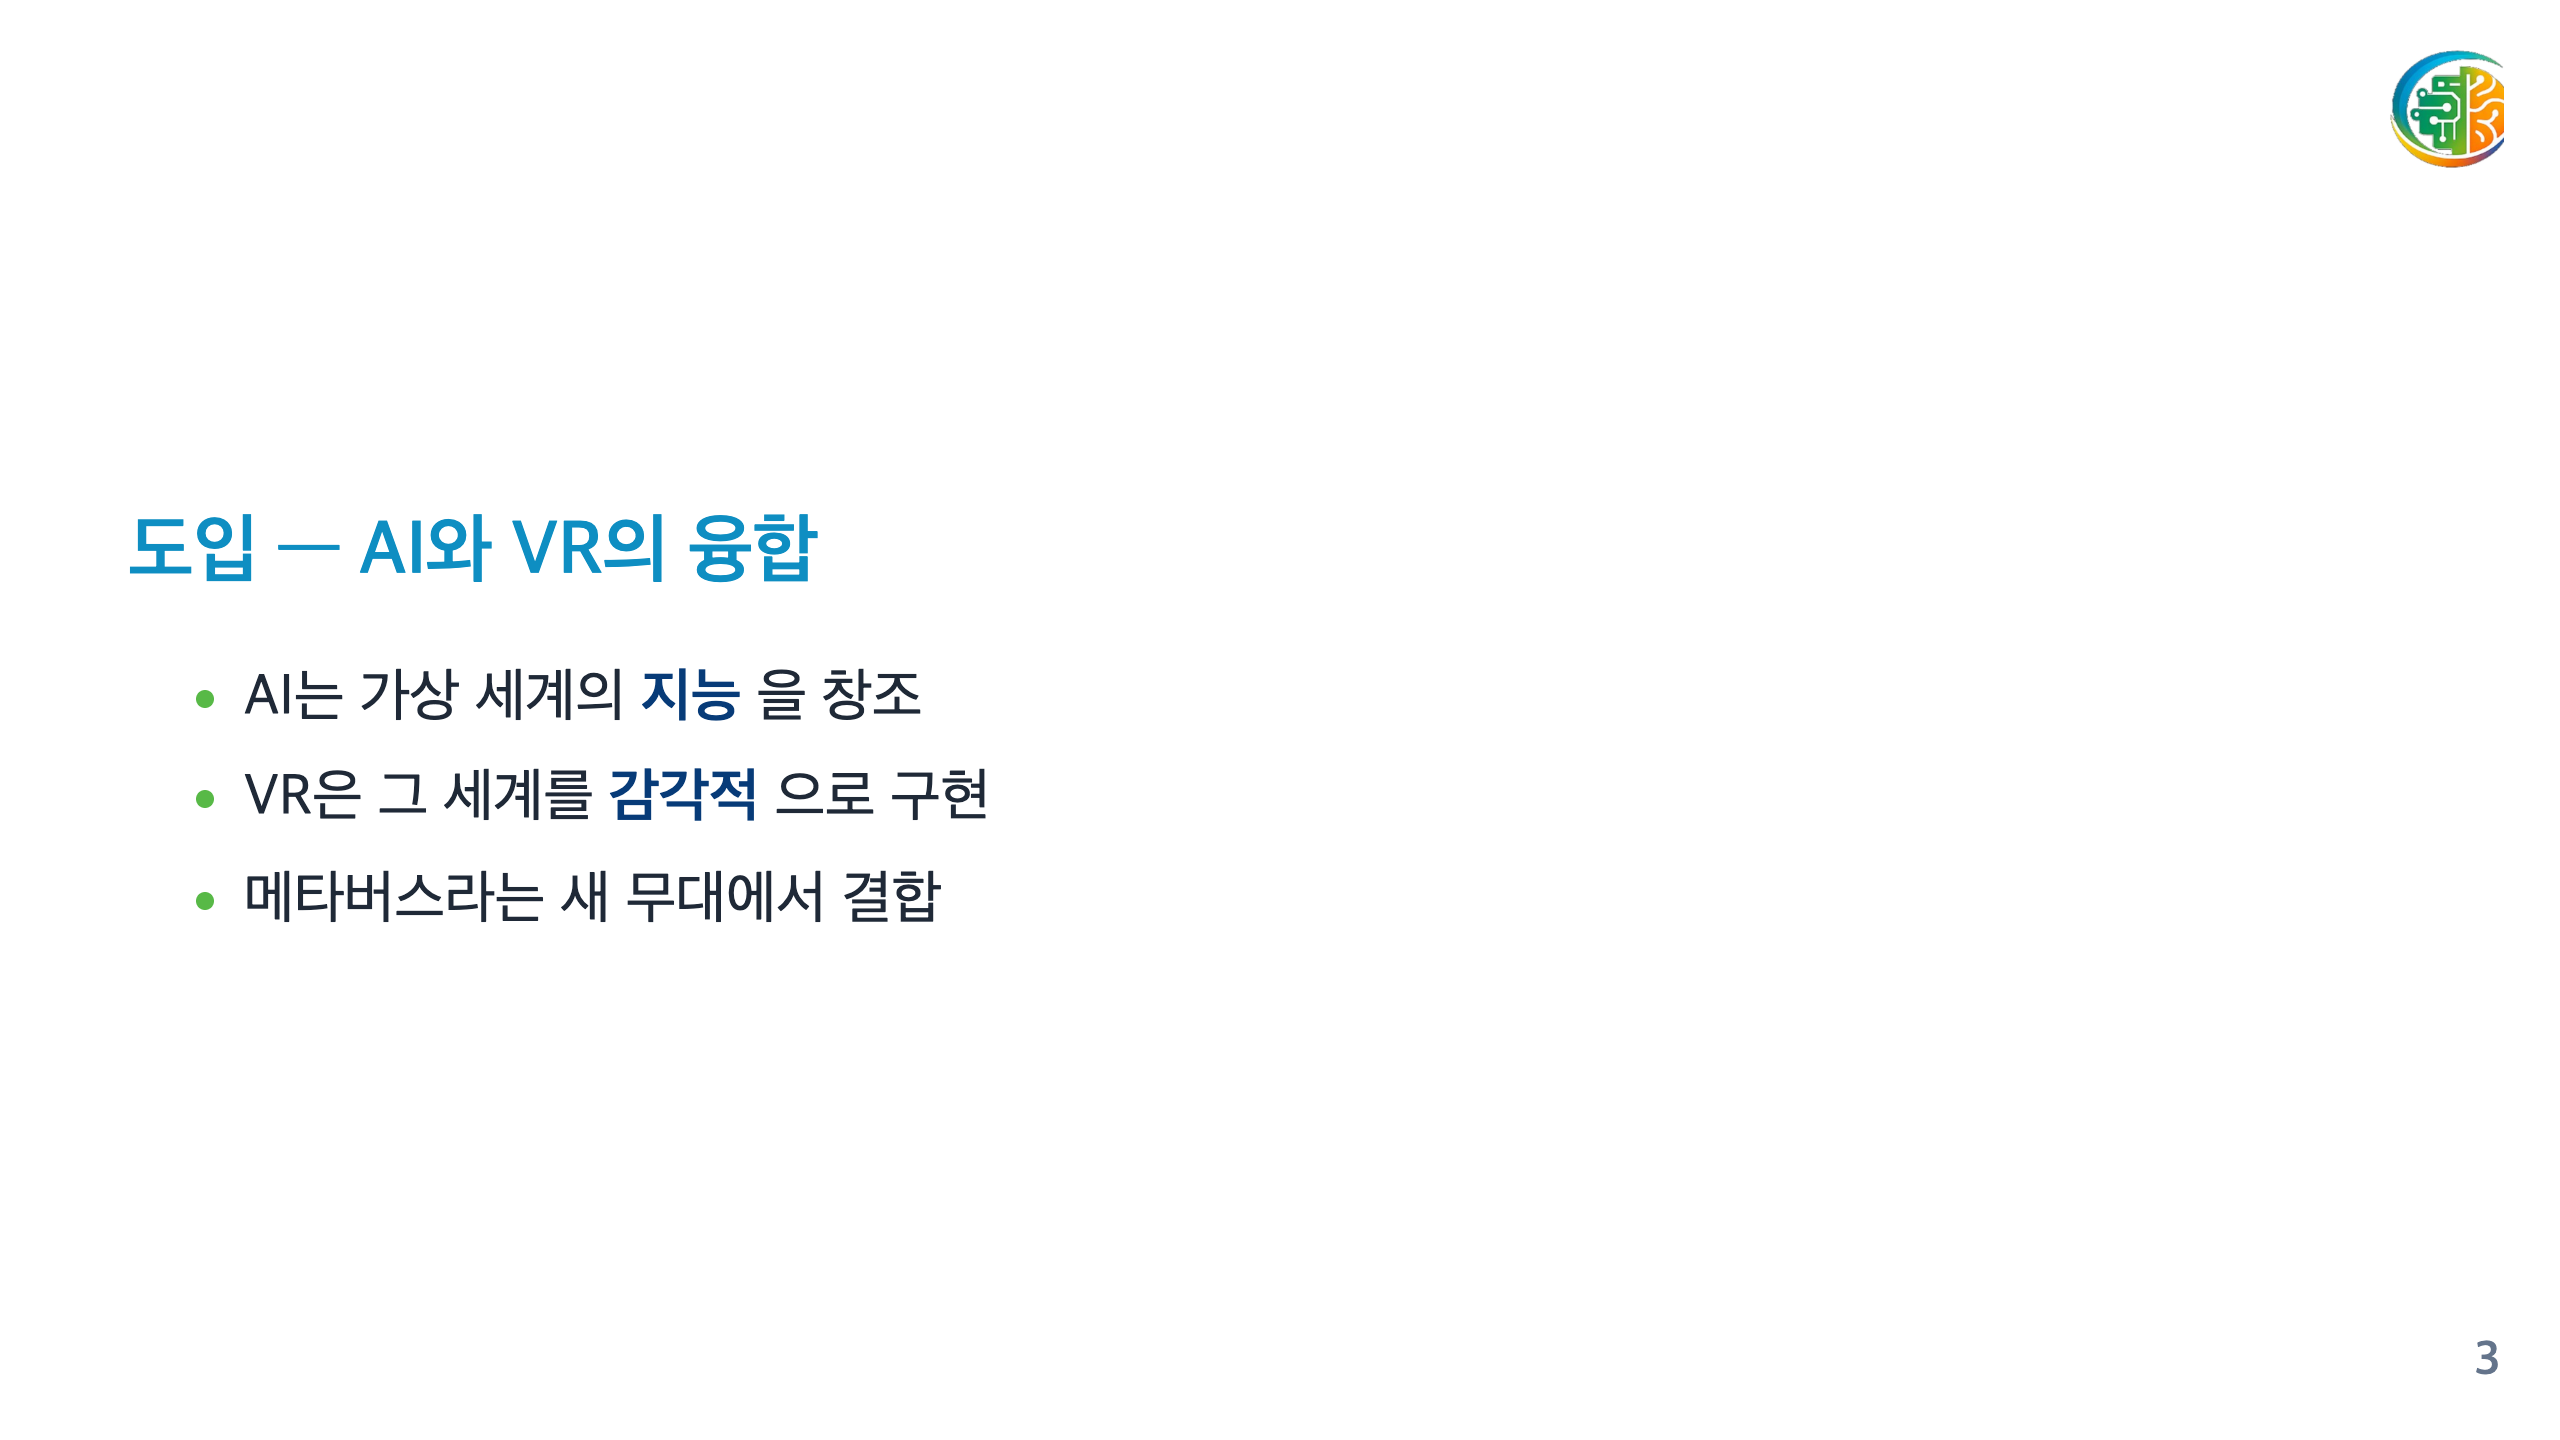 도입 — AI와 VR의 융합
• AI는 가상 세계의 지능 을 창조
• VR은 그 세계를 감각적 으로 구현
• 메타버스라는 새 무대에서 결합
3